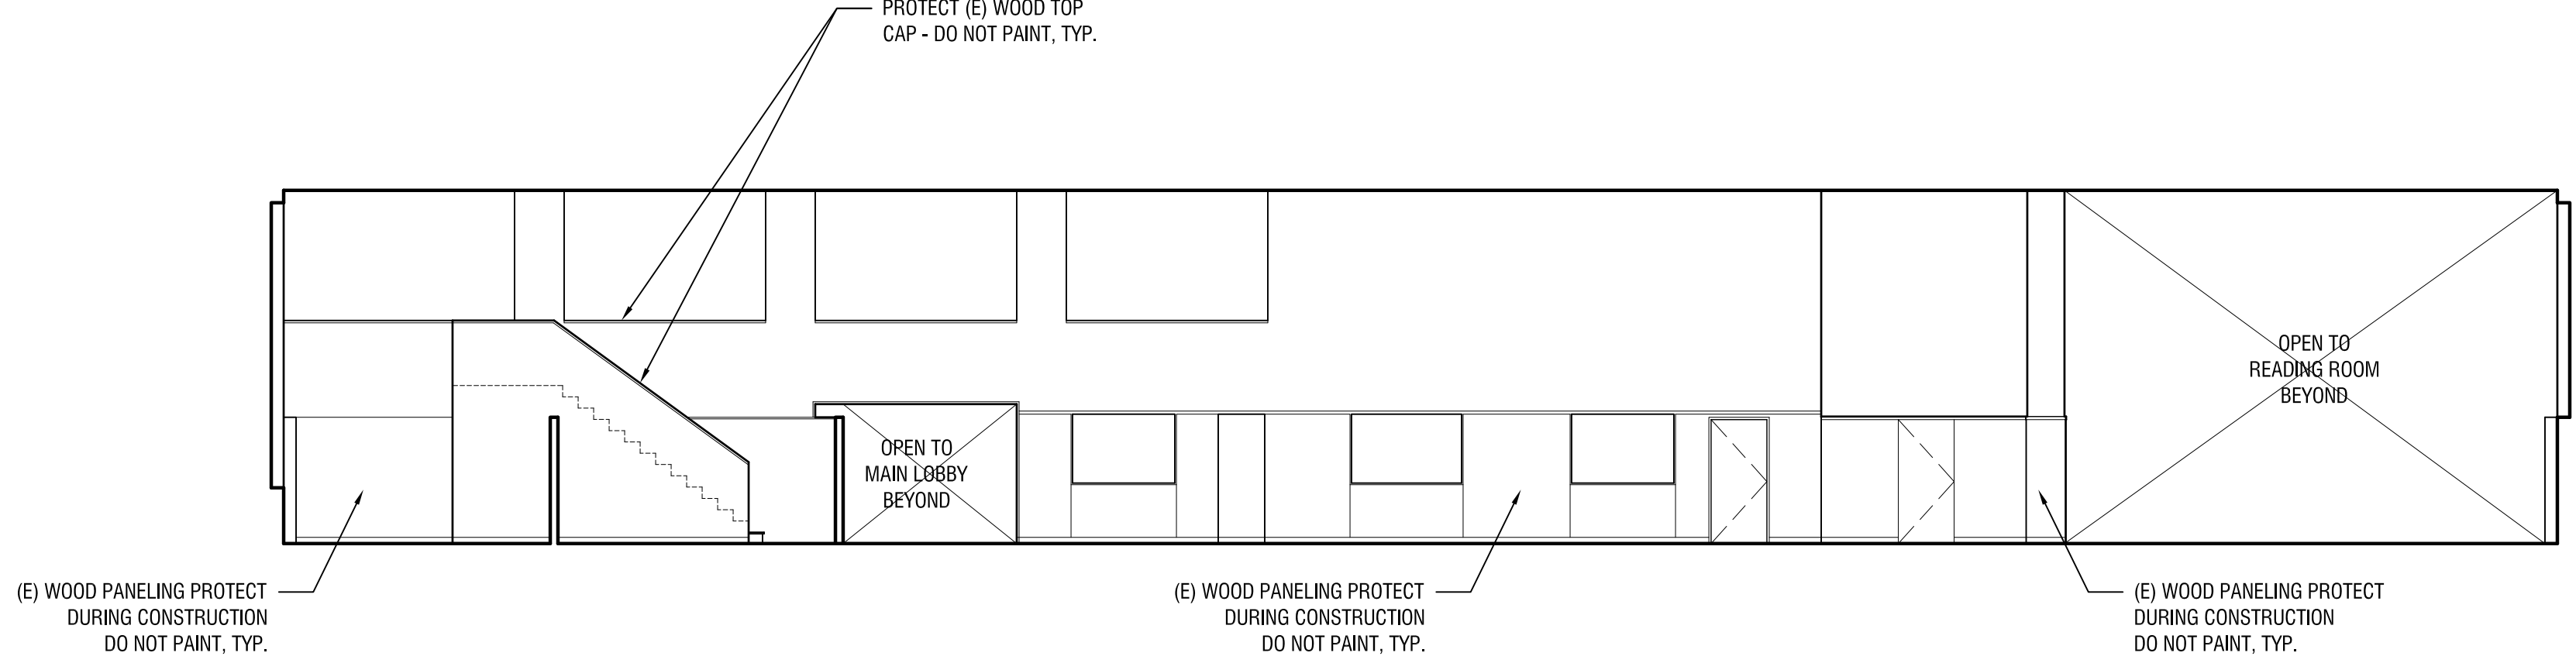 PROTECT (E) WOOD TOP
CAP - DO NOT PAINT, TYP.
OPEN TO
READING ROOM
BEYOND
OPEN TO
MAIN LOBBY
BEYOND
(E) WOOD PANELING PROTECT
DURING CONSTRUCTION
DO NOT PAINT, TYP.
(E) WOOD PANELING PROTECT
DURING CONSTRUCTION
DO NOT PAINT, TYP.
(E) WOOD PANELING PROTECT
DURING CONSTRUCTION
DO NOT PAINT, TYP.